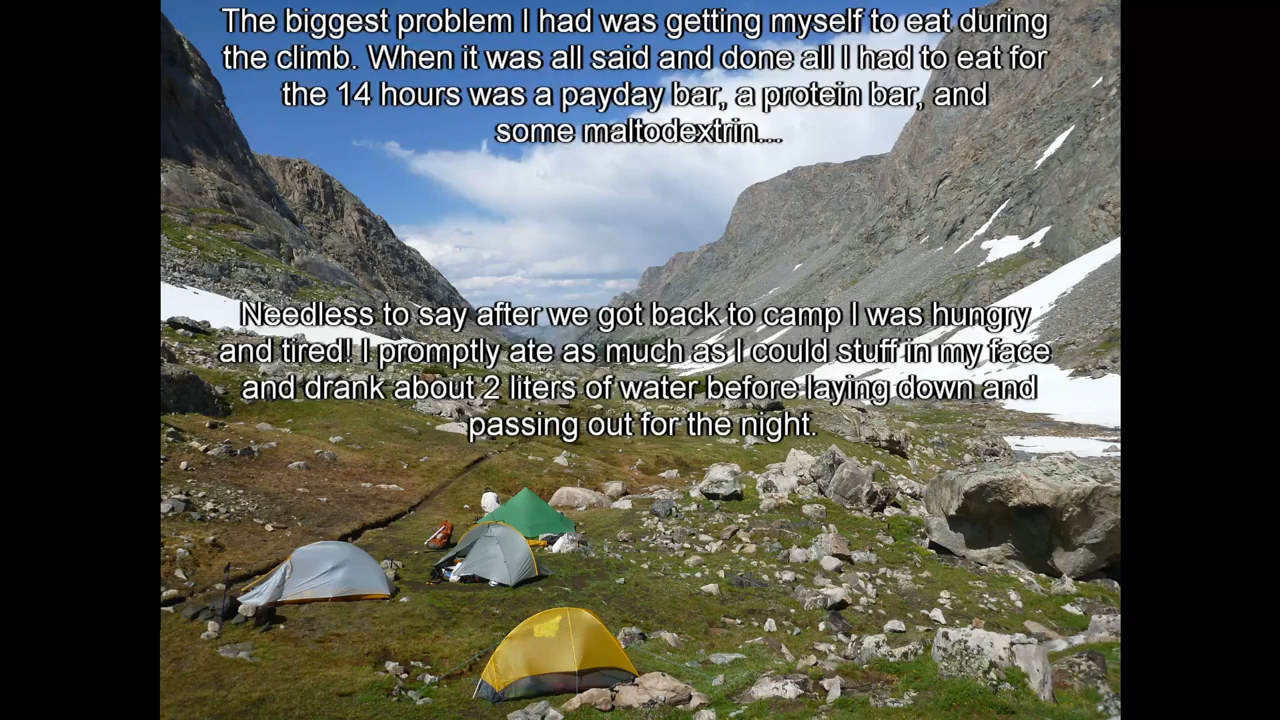 The biggest problem I had was getting myself to eat during
the climb. When it was all said and done all I had to eat for
the 14 hours was a payday bar, a protein bar, and
some maltodextrin...
Needless to say after we got back to camp I was hungry
and tired! I promptly ate as much as I could stuff in my face
and drank about 2 liters of water before laying down and
passing out for the night.